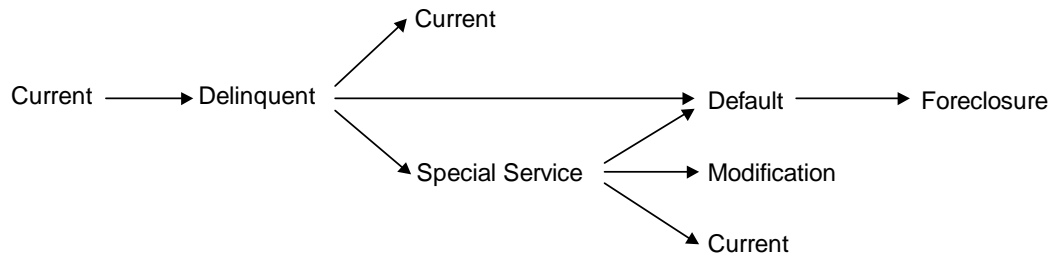 Current
Current
Delinquent
Default
Foreclosure
Special Service
Modification
Current